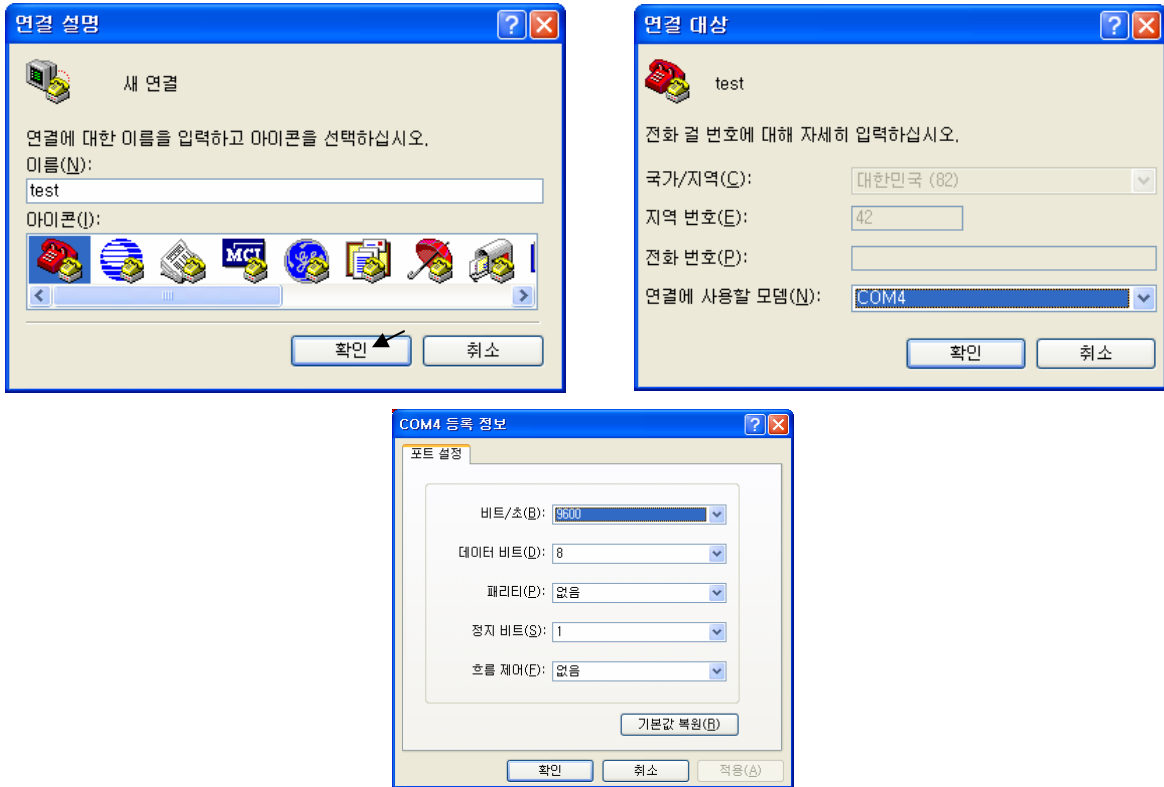 연결 설명
새 연결
연결에 대한 이름을 입력하고 아이콘을 선택하십시오.
이름(N):
test
아이콘(I):
MCI
확인
취소
연결 대상
test
전화 걸 번호에 대해 자세히 입력하십시오.
국가/지역(C): 대한민국 (82)
지역 번호(E): 42
전화 번호(P):
연결에 사용할 모뎀(N): COM4
확인
취소
COM4 등록 정보
포트 설정
비트/초(B): 9600
데이터 비트(D): 8
패리티(P): 없음
정지 비트(S): 1
흐름 제어(F): 없음
기본값 복원(R)
확인
취소
적용(A)